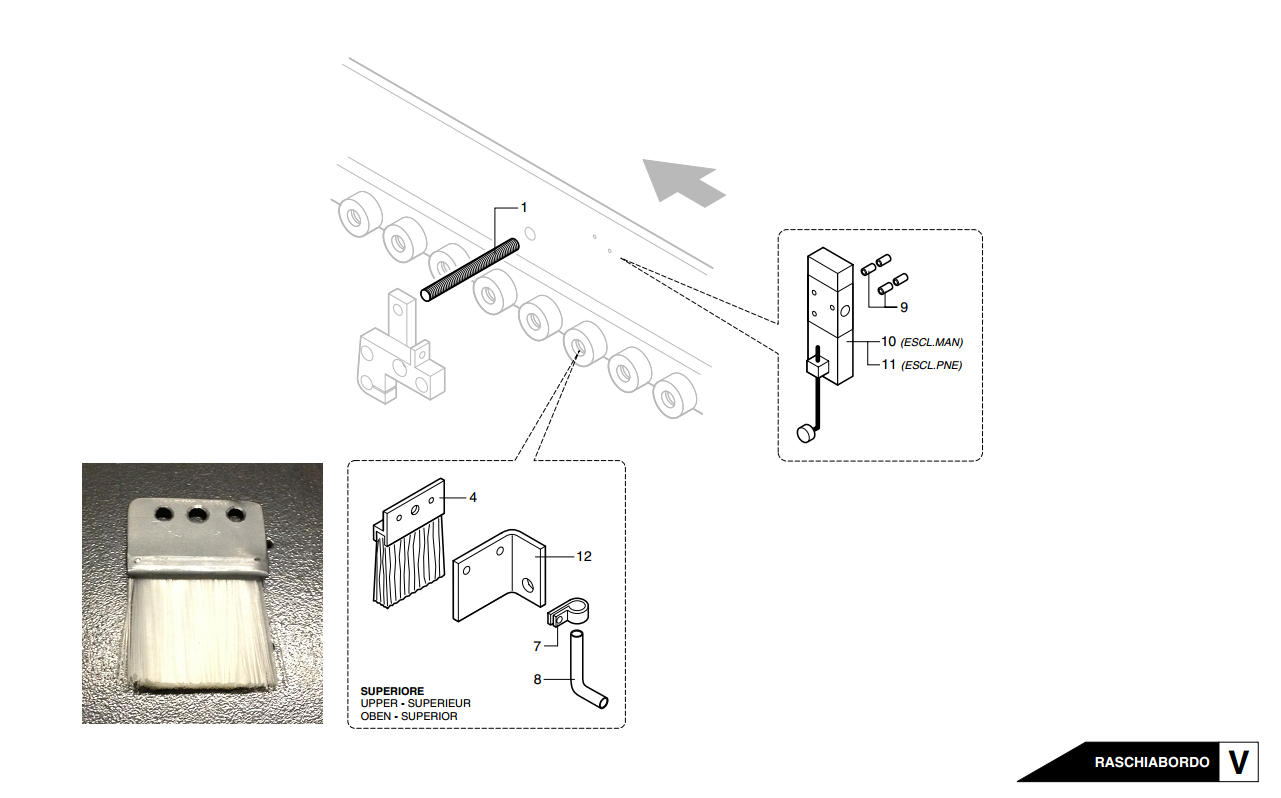 1
9
10 (ESCL.MAN)
11 (ESCL.PNE)
4
12
7
8
SUPERIORE
UPPER - SUPERIEUR
OBEN - SUPERIOR
RASCHIABORDO V